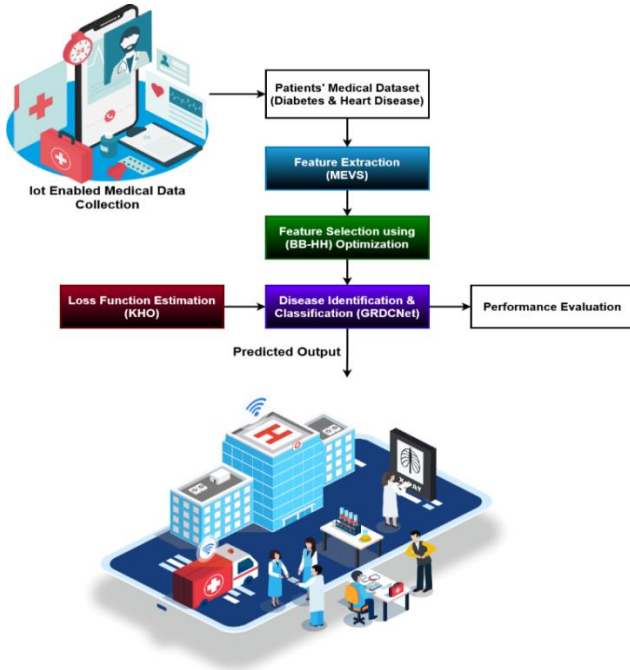 Patients' Medical Dataset
(Diabetes & Heart Disease)
Iot Enabled Medical Data
Collection
Feature Extraction
(MEVS)
Feature Selection using
(BB-HH) Optimization
Loss Function Estimation
(KHO)
Disease Identification &
Classification (GRDCNet)
Performance Evaluation
Predicted Output
H